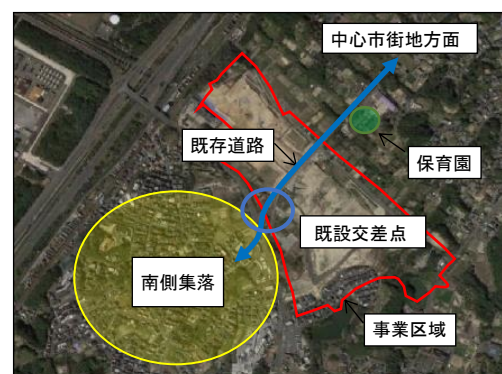 中心市街地方面
既存道路
保育園
既設交差点
南側集落
事業区域